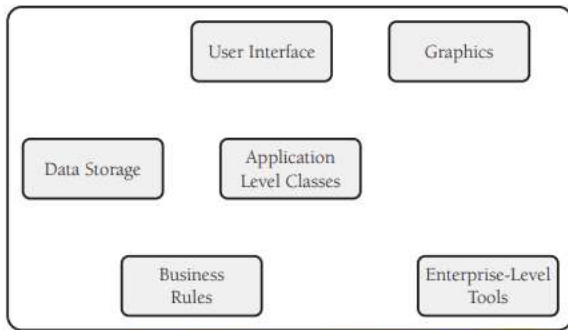 User Interface
Graphics
Data Storage
Application
Level Classes
Business
Rules
Enterprise-Level
Tools